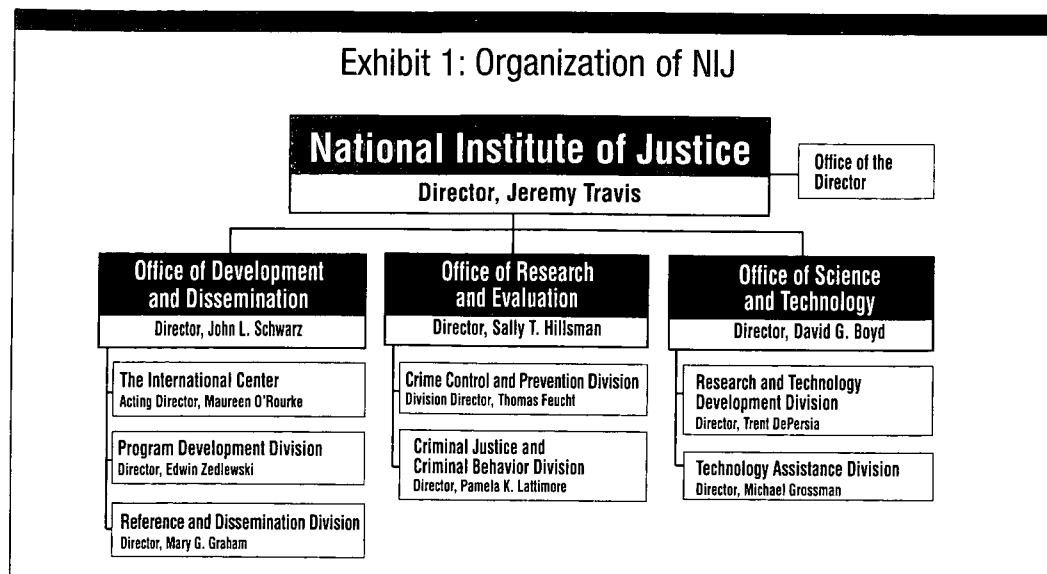 Exhibit 1: Organization of NIJ
National Institute of Justice
Director, Jeremy Travis
Office of the
Director
Office of Development
and Dissemination
Director, John L. Schwarz
The International Center
Acting Director, Maureen O'Rourke
Program Development Division
Director, Edwin Zedlewski
Reference and Dissemination Division
Director, Mary G. Graham
Office of Research
and Evaluation
Director, Sally T. Hillsman
Crime Control and Prevention Division
Division Director, Thomas Feucht
Criminal Justice and
Criminal Behavior Division
Director, Pamela K. Lattimore
Office of Science
and Technology
Director, David G. Boyd
Research and Technology
Development Division
Director, Trent DePersia
Technology Assistance Division
Director, Michael Grossman